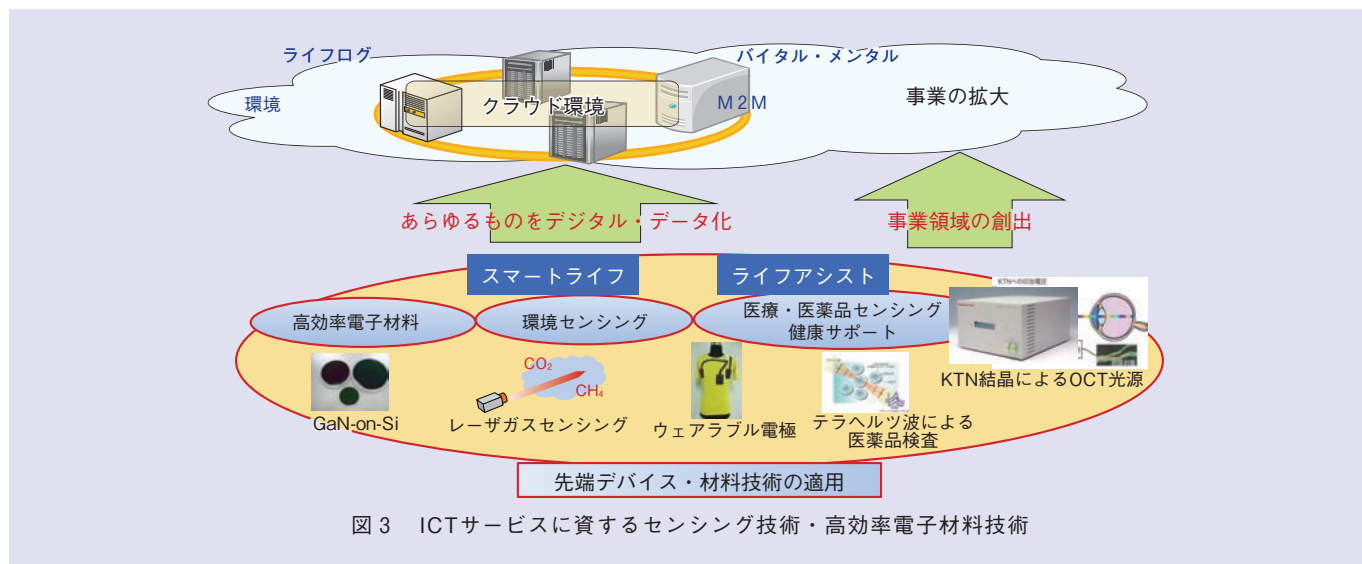 ライフログ
バイタル・メンタル
環境
クラウド環境
M2M
事業の拡大
あらゆるものをデジタル・データ化
事業領域の創出
スマートライフ
ライフアシスト
高効率電子材料
環境センシング
医療・医薬品センシング
健康サポート
CO₂
CH₄
GaN-on-Si
レーザガスセンシング
ウェアラブル電極
テラヘルツ波による
医薬品検査
KTN結晶によるOCT光源
先端デバイス・材料技術の適用
図3 ICTサービスに資するセンシング技術・高効率電子材料技術